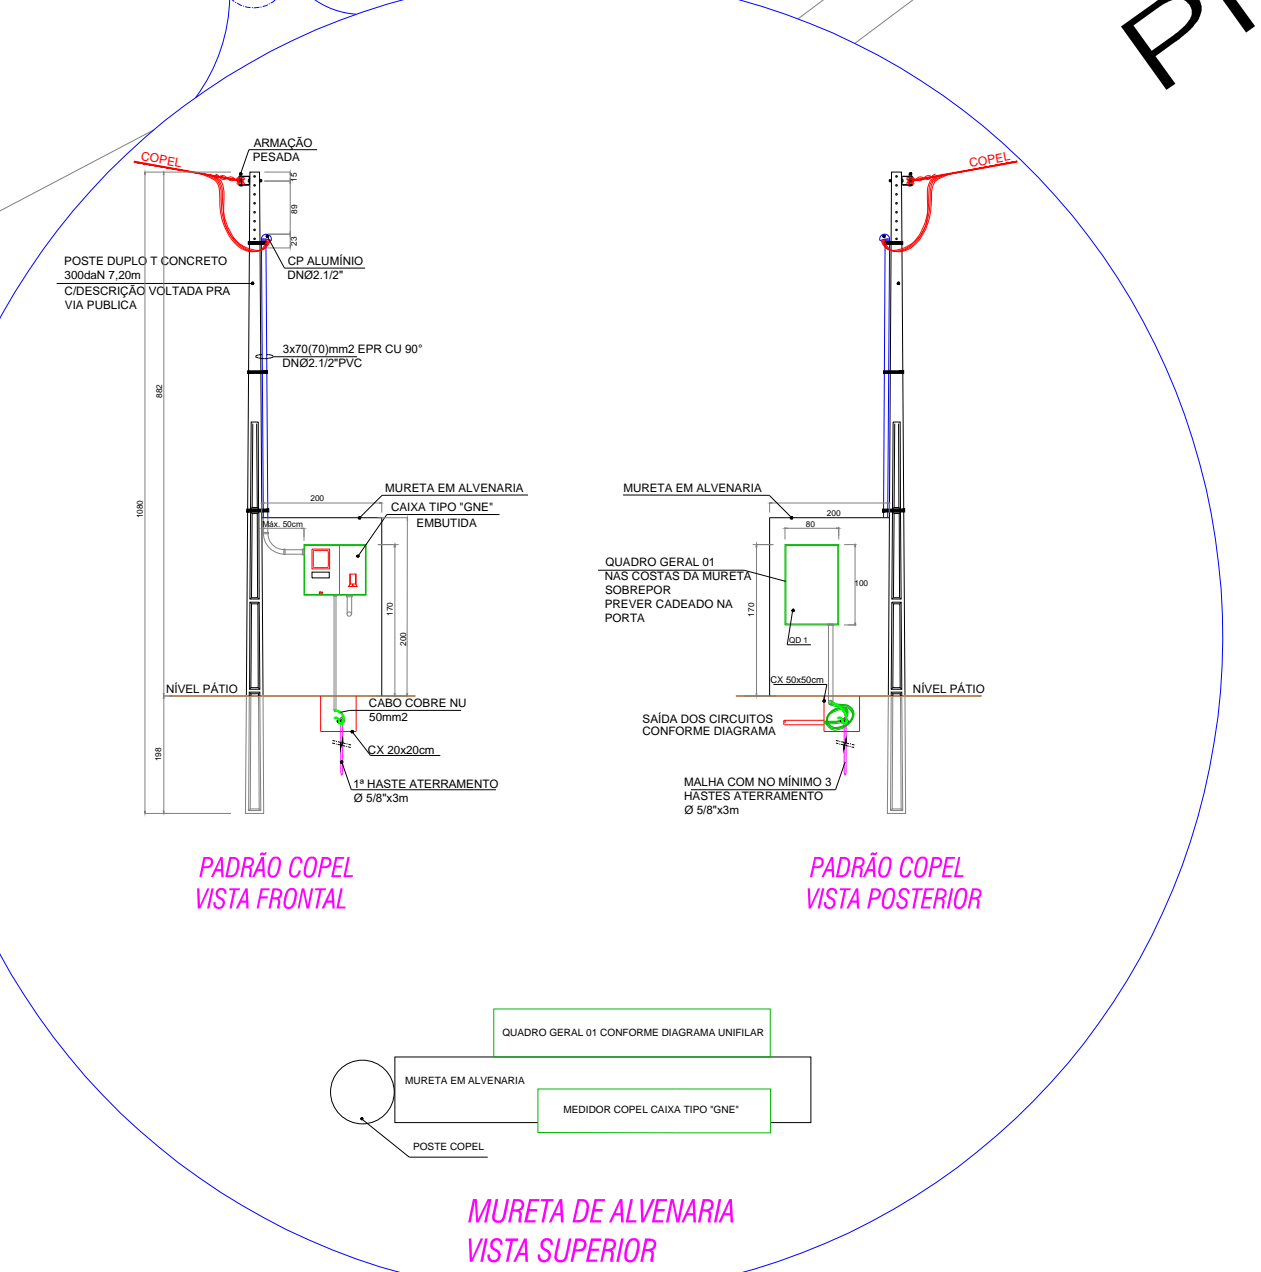 ARMAÇÃO
PESADA
COPEL
15
89
23
POSTE DUPLO T CONCRETO
300daN 7,20m
C/DESCRIÇÃO VOLTADA PRA
VIA PUBLICA
CP ALUMÍNIO
DNØ2.1/2"
3x70(70)mm2 EPR CU 90°
DNØ2.1/2"PVC
882
1080
198
200
MURETA EM ALVENARIA
CAIXA TIPO "GNE"
EMBUTIDA
Máx. 50cm
170
200
NÍVEL PÁTIO
CABO COBRE NU
50mm2
CX 20x20cm
1ª HASTE ATERRAMENTO
Ø 5/8"x3m
PADRÃO COPEL
VISTA FRONTAL
COPEL
MURETA EM ALVENARIA
200
80
100
170
QUADRO GERAL 01
NAS COSTAS DA MURETA
SOBREPOR
PREVER CADEADO NA
PORTA
QD 1
CX 50x50cm
NÍVEL PÁTIO
SAÍDA DOS CIRCUITOS
CONFORME DIAGRAMA
MALHA COM NO MÍNIMO 3
HASTES ATERRAMENTO
Ø 5/8"x3m
PADRÃO COPEL
VISTA POSTERIOR
QUADRO GERAL 01 CONFORME DIAGRAMA UNIFILAR
MURETA EM ALVENARIA
MEDIDOR COPEL CAIXA TIPO "GNE"
POSTE COPEL
MURETA DE ALVENARIA
VISTA SUPERIOR